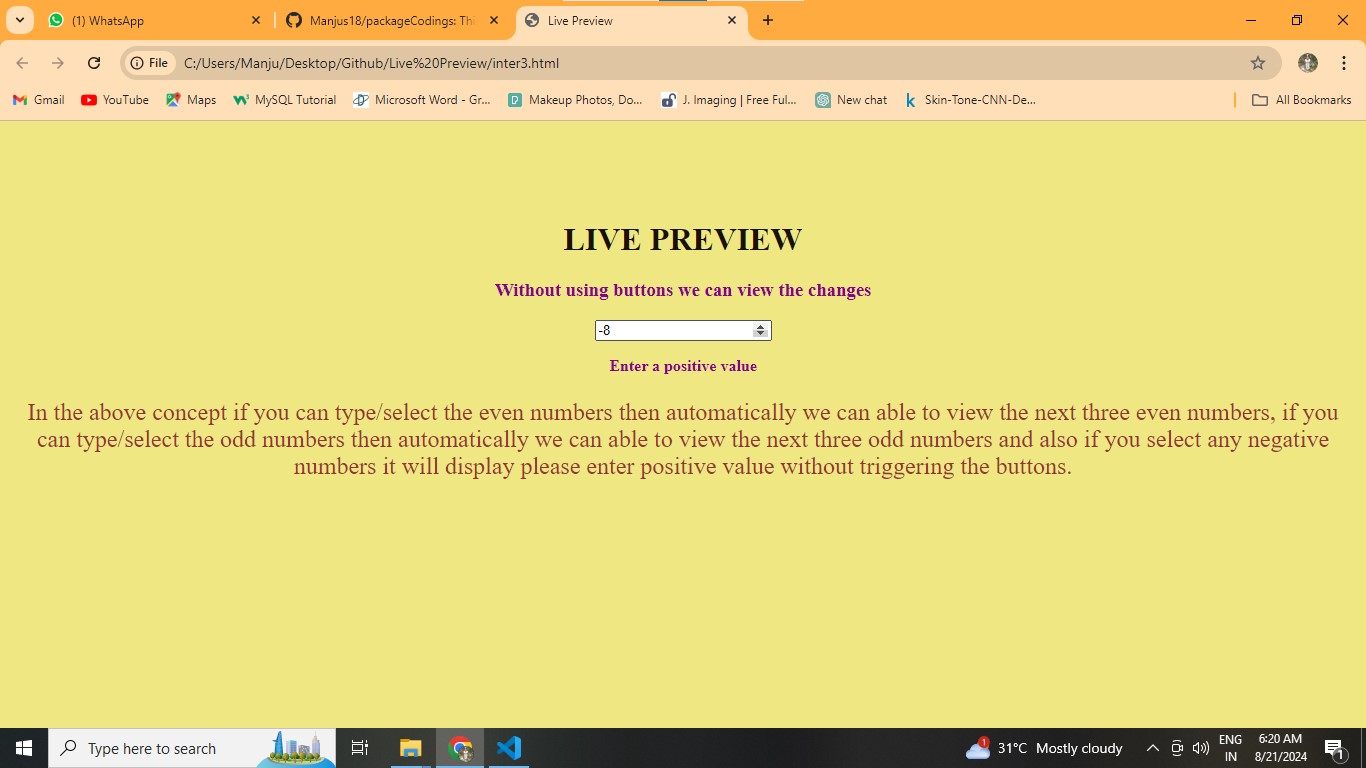 (1) WhatsApp
Manjus18/packageCodings: Thi
Live Preview
File
C:/Users/Manju/Desktop/Github/Live%20Preview/inter3.html
Gmail
YouTube
Maps
MySQL Tutorial
Microsoft Word - Gr...
Makeup Photos, Do...
J. Imaging | Free Ful...
New chat
Skin-Tone-CNN-De...
All Bookmarks
LIVE PREVIEW
Without using buttons we can view the changes
-8
Enter a positive value
In the above concept if you can type/select the even numbers then automatically we can able to view the next three even numbers, if you
can type/select the odd numbers then automatically we can able to view the next three odd numbers and also if you select any negative
numbers it will display please enter positive value without triggering the buttons.
Type here to search
1
31°C Mostly cloudy
ENG
IN
6:20 AM
8/21/2024
1